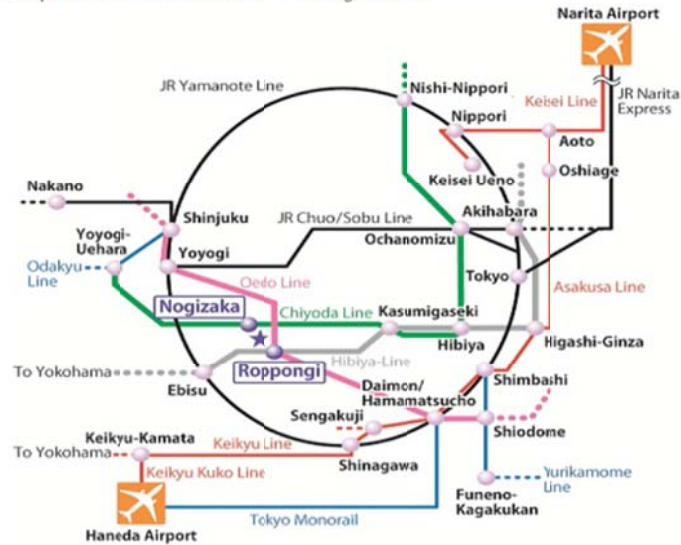 Narita Airport
JR Yamanote Line
Nishi-Nippori
Keisei Line
JR Narita
Express
Nippori
Aoto
Keisei Ueno
Oshiage
Nakano
Shinjuku
JR Chuo/Sobu Line
Akihabara
Ochanomizu
Yoyogi-
Uehara
Yoyogi
Odakyu
Line
Oedo Line
Tokyo
Asakusa Line
Nogizaka
Chiyoda Line
Kasumigaseki
Hibiya
Higashi-Ginza
Roppongi
Hibiya-Line
To Yokohama
Ebisu
Shimbashi
Daimon/
Hamamatsucho
Sengakuji
Shiodome
Keikyu-Kamata
Keikyu Line
To Yokohama
Shinagawa
Keikyu Kuko Line
Yurikamome
Line
Funeno-
Kagakukan
Haneda Airport
Tokyo Monorail